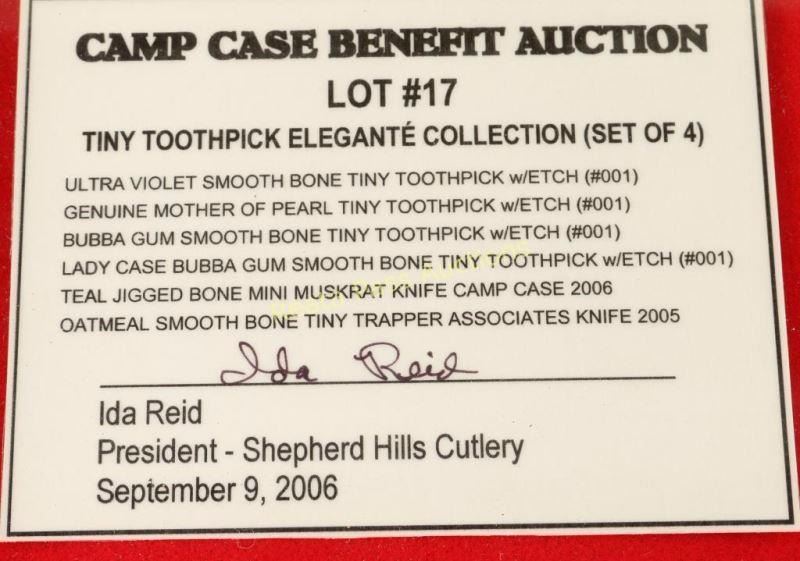 CAMP CASE BENEFIT AUCTION
LOT #17
TINY TOOTHPICK ELEGANTÉ COLLECTION (SET OF 4)
ULTRA VIOLET SMOOTH BONE TINY TOOTHPICK w/ETCH (#001)
GENUINE MOTHER OF PEARL TINY TOOTHPICK w/ETCH (#001)
BUBBA GUM SMOOTH BONE TINY TOOTHPICK w/ETCH (#001)
LADY CASE BUBBA GUM SMOOTH BONE TINY TOOTHPICK w/ETCH (#001)
TEAL JIGGED BONE MINI MUSKRAT KNIFE CAMP CASE 2006
OATMEAL SMOOTH BONE TINY TRAPPER ASSOCIATES KNIFE 2005
Ida Reid
Ida Reid
President - Shepherd Hills Cutlery
September 9, 2006